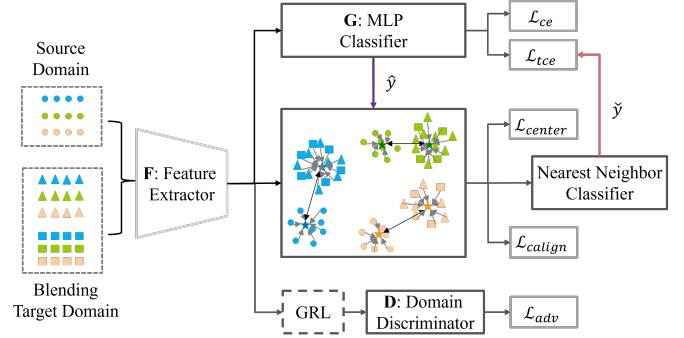 Source
Domain
Blending
Target Domain
F: Feature
Extractor
G: MLP
Classifier
ŷ
GRL
D: Domain
Discriminator
ℒce
ℒtce
y̌
ℒcenter
Nearest Neighbor
Classifier
ℒcalign
ℒadv